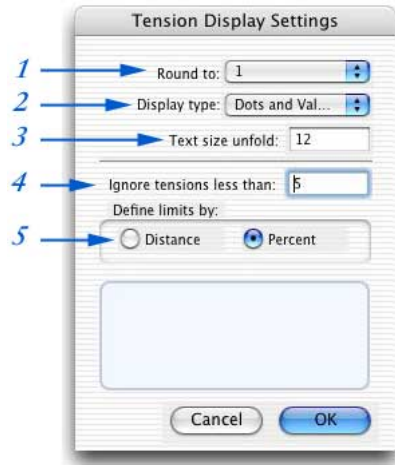 Tension Display Settings
1 Round to: 1
2 Display type: Dots and Val...
3 Text size unfold: 12
4 Ignore tensions less than: 5
Define limits by:
5 Distance Percent
Cancel OK